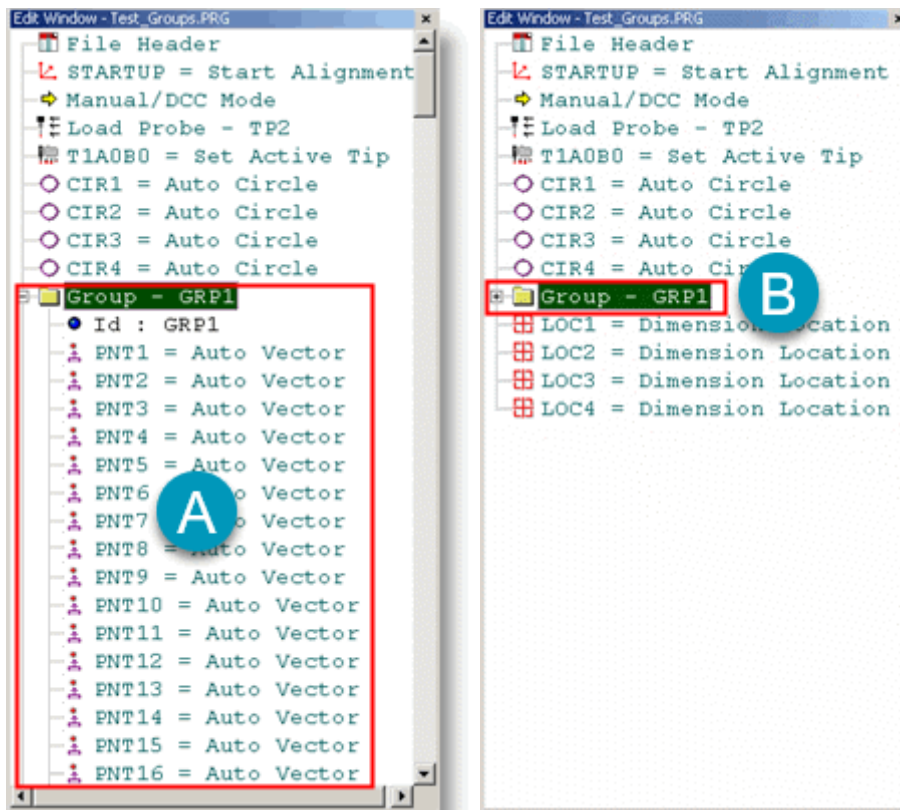 Edit Window - Test_Groups.PRG
File Header
STARTUP = Start Alignment
Manual/DCC Mode
Load Probe - TP2
T1A0B0 = Set Active Tip
CIR1 = Auto Circle
CIR2 = Auto Circle
CIR3 = Auto Circle
CIR4 = Auto Circle
Group - GRP1
Id : GRP1
PNT1 = Auto Vector
PNT2 = Auto Vector
PNT3 = Auto Vector
PNT4 = Auto Vector
PNT5 = Auto Vector
PNT6 Vector
PNT7 Vector
PNT8 = Auto Vector
PNT9 = Auto Vector
PNT10 = Auto Vector
PNT11 = Auto Vector
PNT12 = Auto Vector
PNT13 = Auto Vector
PNT14 = Auto Vector
PNT15 = Auto Vector
PNT16 = Auto Vector
A
Edit Window - Test_Groups.PRG
File Header
STARTUP = Start Alignment
Manual/DCC Mode
Load Probe - TP2
T1A0B0 = Set Active Tip
CIR1 = Auto Circle
CIR2 = Auto Circle
CIR3 = Auto Circle
CIR4 = Auto
Group - GRP1
B
LOC1 = Dimension Location
LOC2 = Dimension Location
LOC3 = Dimension Location
LOC4 = Dimension Location